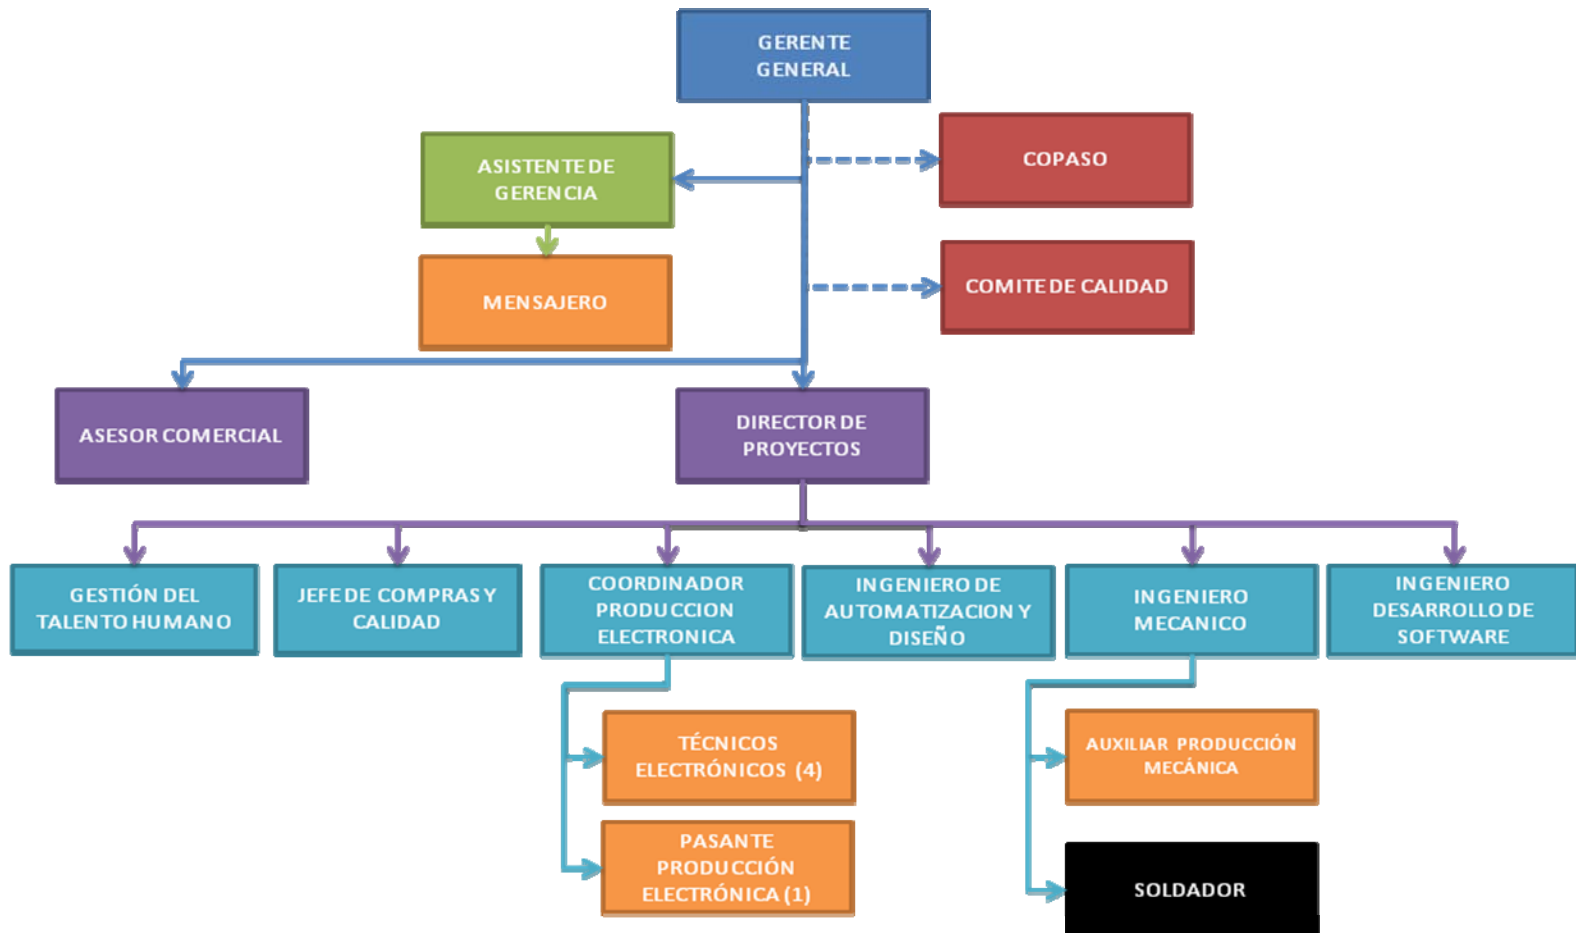 GERENTE
GENERAL
COPASO
ASISTENTE DE
GERENCIA
COMITE DE CALIDAD
MENSAJERO
ASESOR COMERCIAL
DIRECTOR DE
PROYECTOS
GESTIÓN DEL
TALENTO HUMANO
JEFE DE COMPRAS Y
CALIDAD
COORDINADOR
PRODUCCION
ELECTRONICA
INGENIERO DE
AUTOMATIZACION Y
DISEÑO
INGENIERO
MECANICO
INGENIERO
DESARROLLO DE
SOFTWARE
TÉCNICOS
ELECTRÓNICOS (4)
PASANTE
PRODUCCIÓN
ELECTRÓNICA (1)
AUXILIAR PRODUCCIÓN
MECÁNICA
SOLDADOR